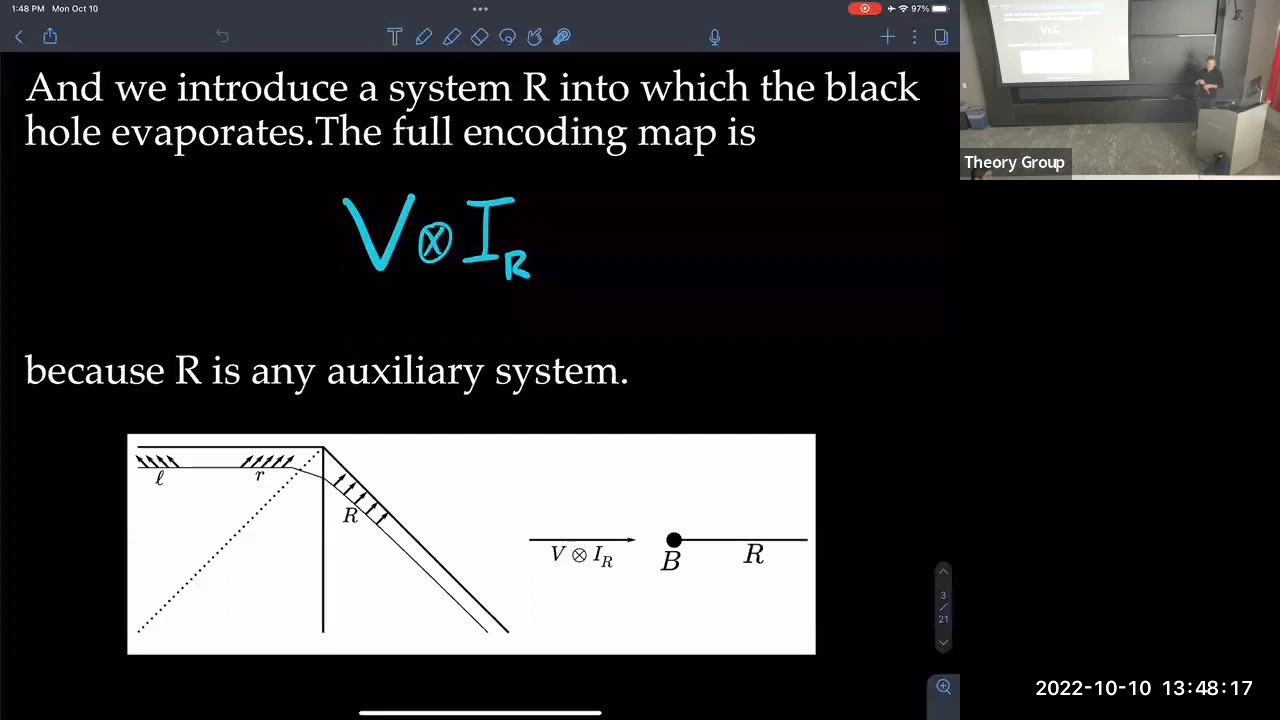 1:48 PM Mon Oct 10
97%
And we introduce a system R into which the black
hole evaporates.The full encoding map is
V⊗I_R
because R is any auxiliary system.
ℓ
r
R
V ⊗ I_R
B
R
3
/
21
Theory Group
2022-10-10 13:48:17